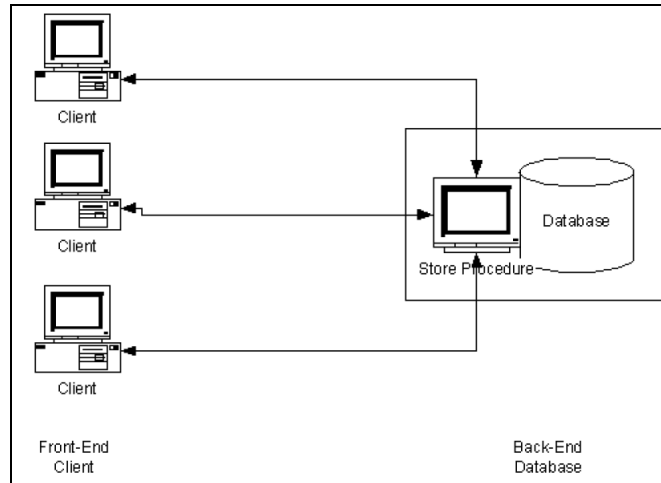 Client
Client
Database
Store Procedure
Client
Front-End
Client
Back-End
Database